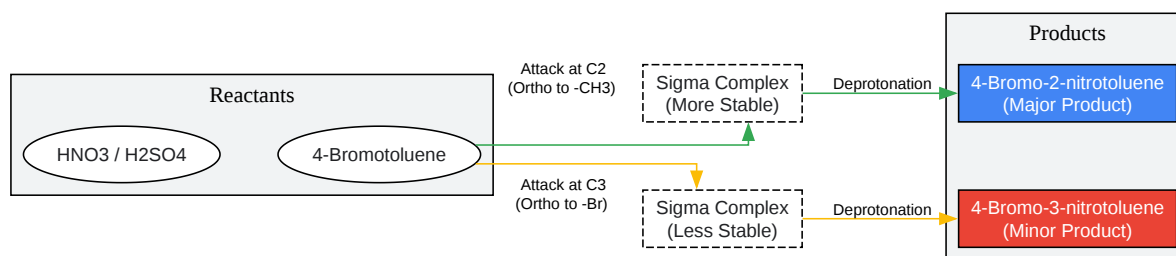 Products
Reactants
HNO3 / H2SO4
4-Bromotoluene
Attack at C2
(Ortho to -CH3)
Sigma Complex
(More Stable)
Deprotonation
4-Bromo-2-nitrotoluene
(Major Product)
Attack at C3
(Ortho to -Br)
Sigma Complex
(Less Stable)
Deprotonation
4-Bromo-3-nitrotoluene
(Minor Product)